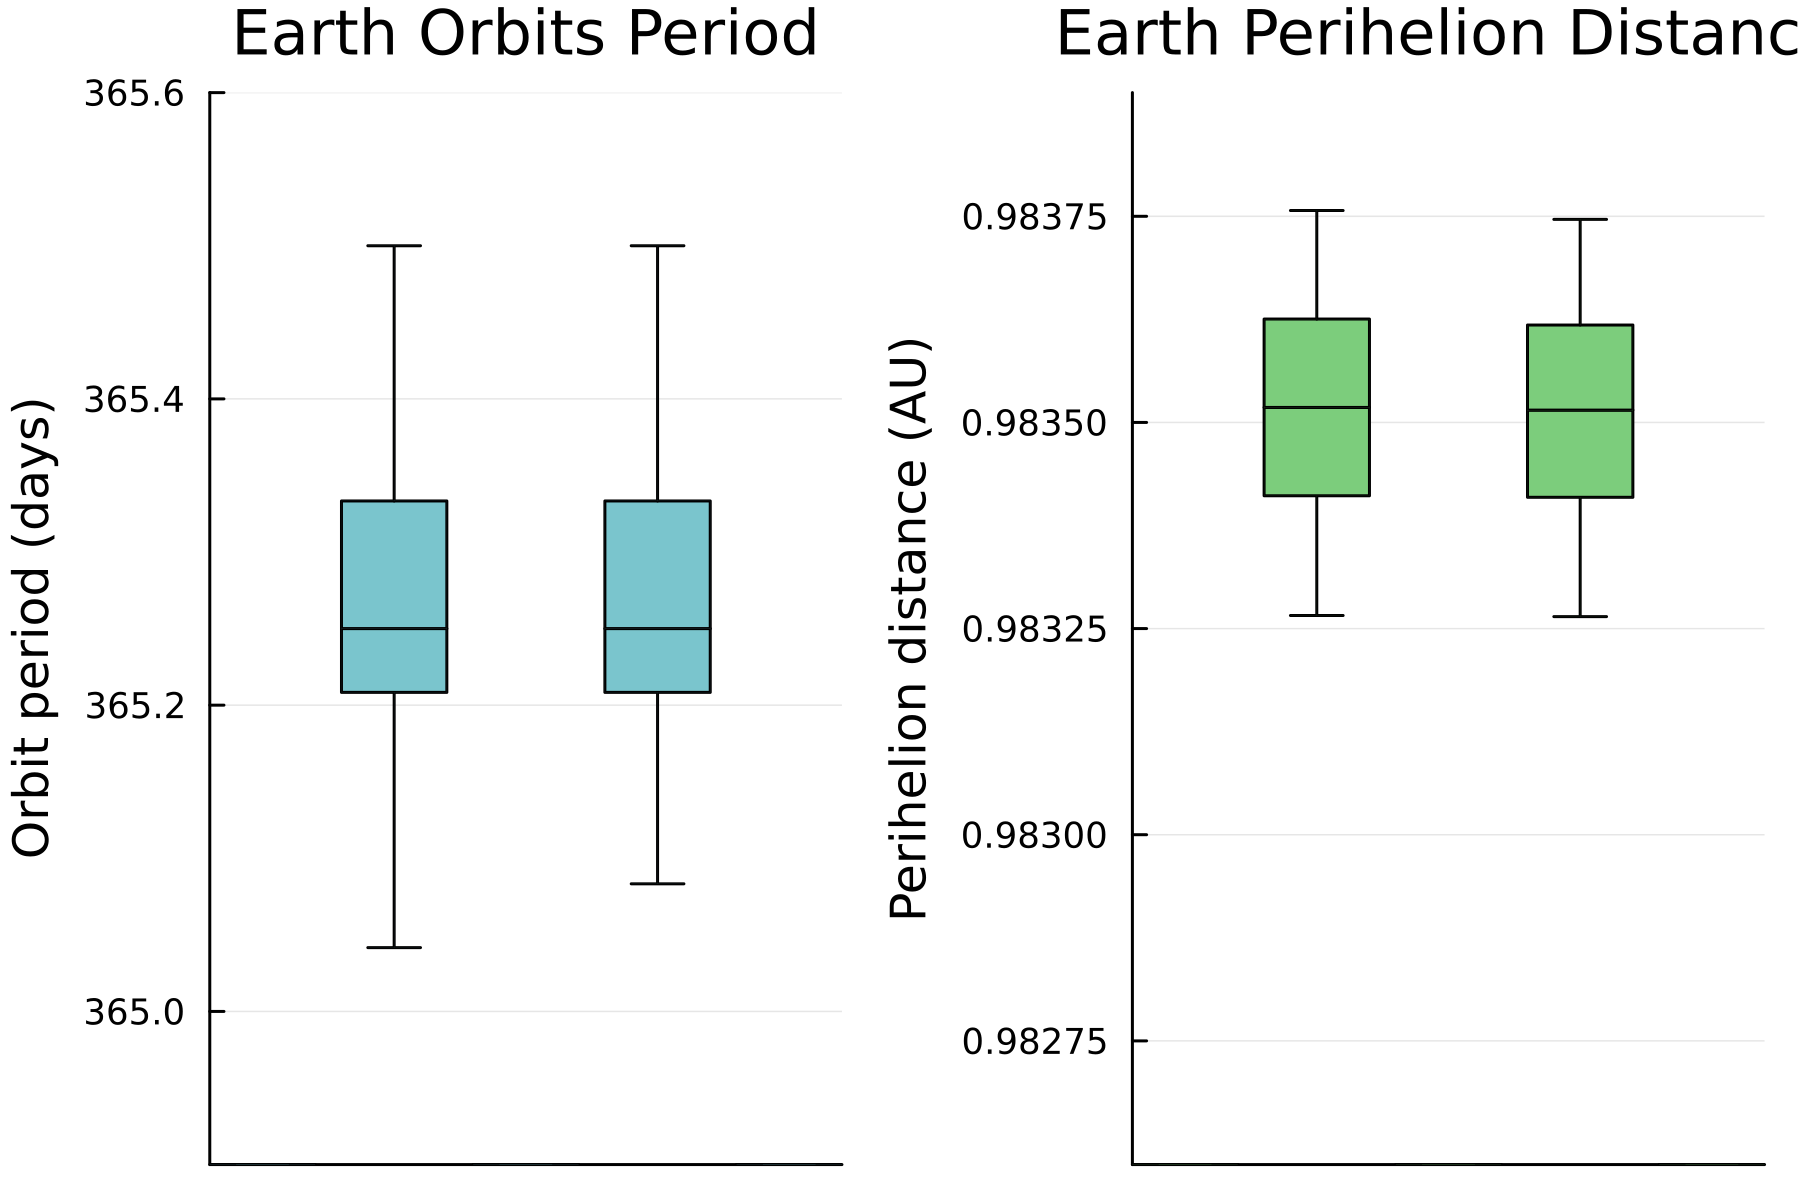 Earth Orbits Period
365.6
365.4
365.2
365.0
Orbit period (days)
Earth Perihelion Distanc
0.98375
0.98350
0.98325
0.98300
0.98275
Perihelion distance (AU)